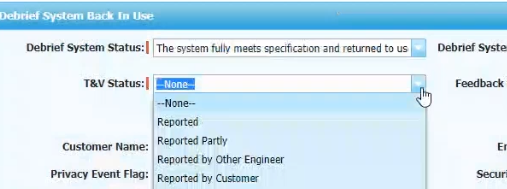 Debrief System Back In Use
Debrief System Status: The system fully meets specification and returned to us Debrief Syste
T&V Status: --None-- Feedback
--None--
Reported
Customer Name: Reported Partly
Reported by Other Engineer
Privacy Event Flag: Reported by Customer Securi